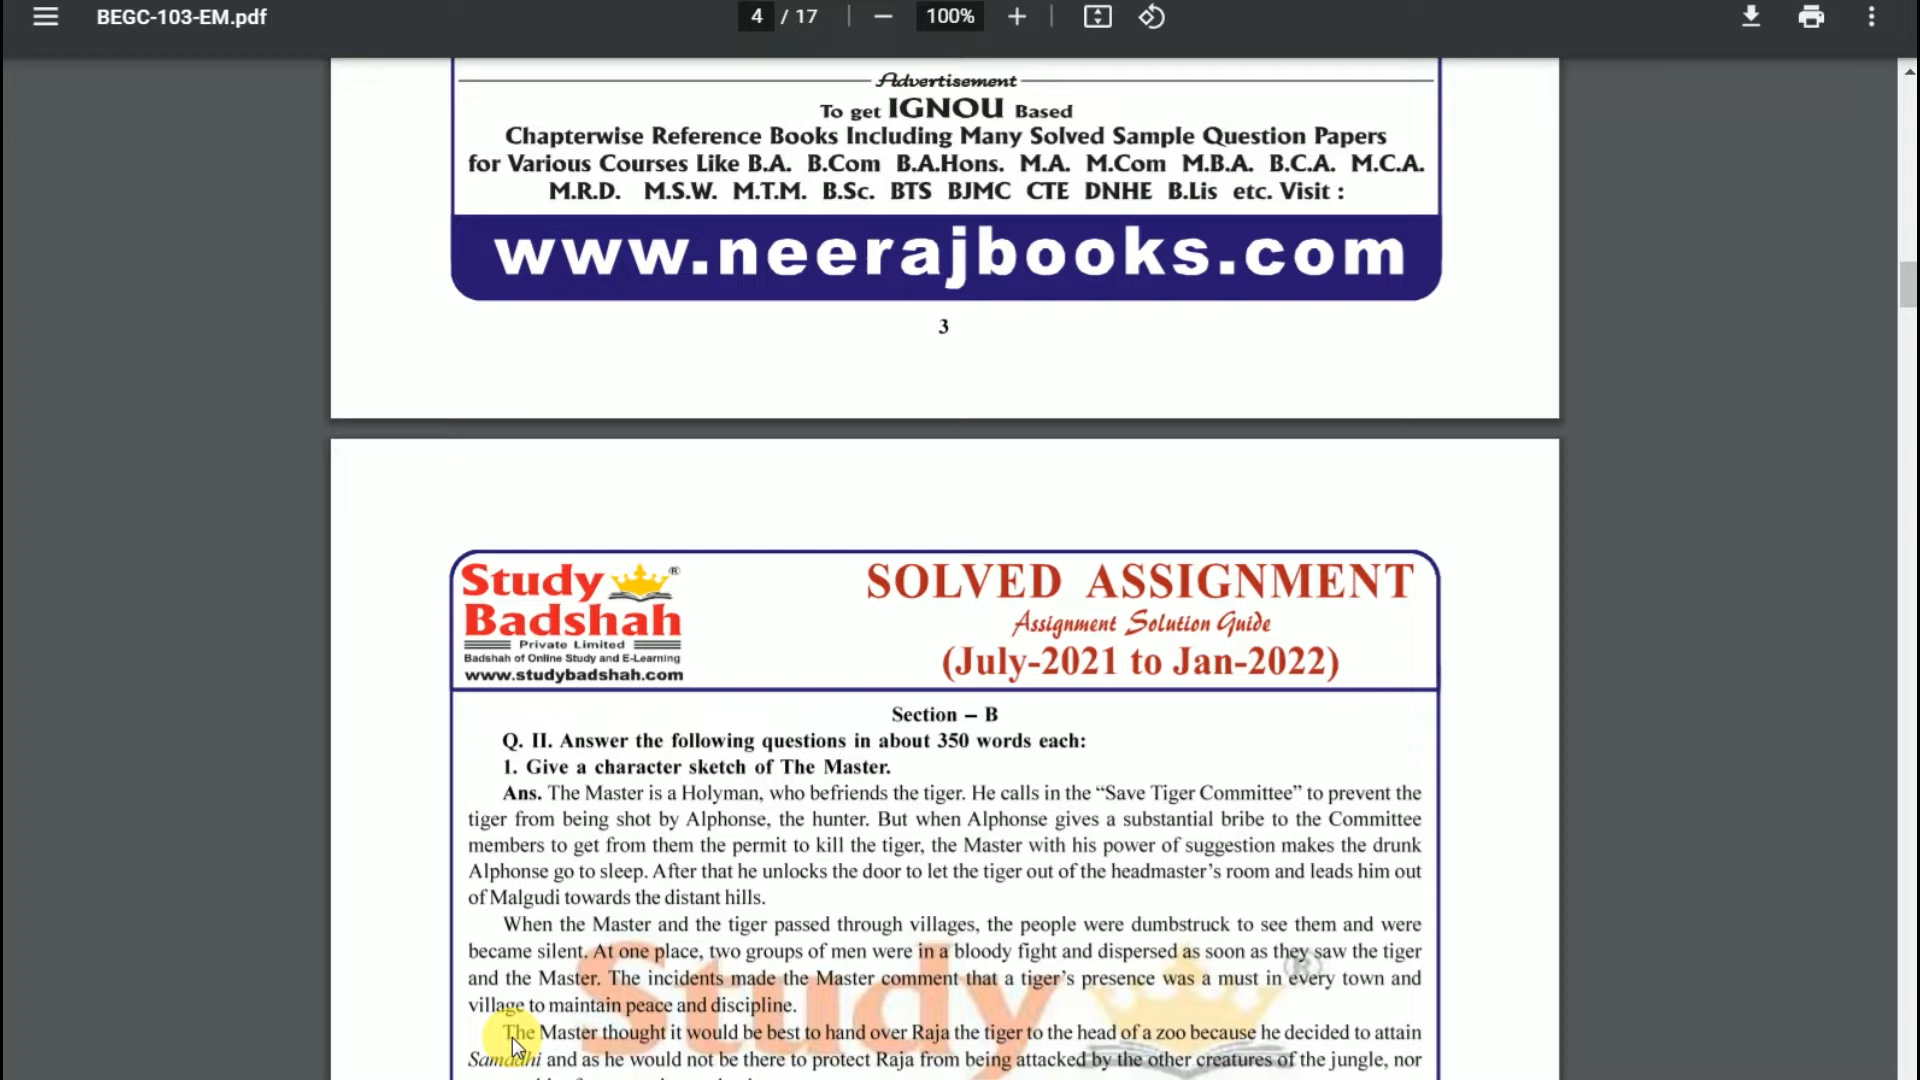 BEGC-103-EM.pdf
4 / 17
100%
Advertisement
To get IGNOU Based
Chapterwise Reference Books Including Many Solved Sample Question Papers
for Various Courses Like B.A. B.Com B.A.Hons. M.A. M.Com M.B.A. B.C.A. M.C.A.
M.R.D. M.S.W. M.T.M. B.Sc. BTS BJMC CTE DNHE B.Lis etc. Visit :
www.neerajbooks.com
3
Study ®
Badshah
Private Limited
Badshah of Online Study and E-Learning
www.studybadshah.com
SOLVED ASSIGNMENT
Assignment Solution Guide
(July-2021 to Jan-2022)
Section – B
Q. II. Answer the following questions in about 350 words each:
1. Give a character sketch of The Master.
Ans. The Master is a Holyman, who befriends the tiger. He calls in the “Save Tiger Committee” to prevent the
tiger from being shot by Alphonse, the hunter. But when Alphonse gives a substantial bribe to the Committee
members to get from them the permit to kill the tiger, the Master with his power of suggestion makes the drunk
Alphonse go to sleep. After that he unlocks the door to let the tiger out of the headmaster’s room and leads him out
of Malgudi towards the distant hills.
When the Master and the tiger passed through villages, the people were dumbstruck to see them and were
became silent. At one place, two groups of men were in a bloody fight and dispersed as soon as they saw the tiger
and the Master. The incidents made the Master comment that a tiger’s presence was a must in every town and
village to maintain peace and discipline.
The Master thought it would be best to hand over Raja the tiger to the head of a zoo because he decided to attain
Samadhi and as he would not be there to protect Raja from being attacked by the other creatures of the jungle, nor
Study ®